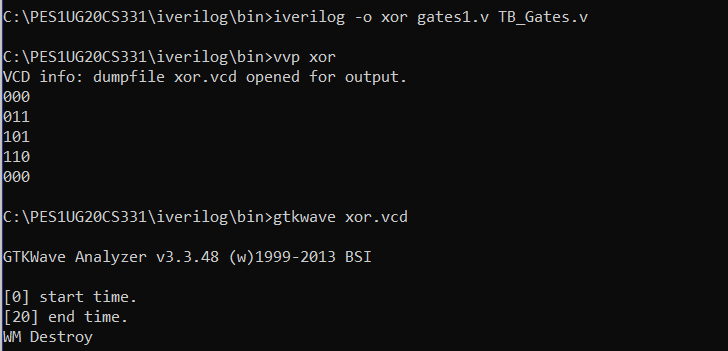 C:\PES1UG20CS331\iverilog\bin>iverilog -o xor gates1.v TB_Gates.v
C:\PES1UG20CS331\iverilog\bin>vvp xor
VCD info: dumpfile xor.vcd opened for output.
000
011
101
110
000
C:\PES1UG20CS331\iverilog\bin>gtkwave xor.vcd
GTKWave Analyzer v3.3.48 (w)1999-2013 BSI
[0] start time.
[20] end time.
WM Destroy